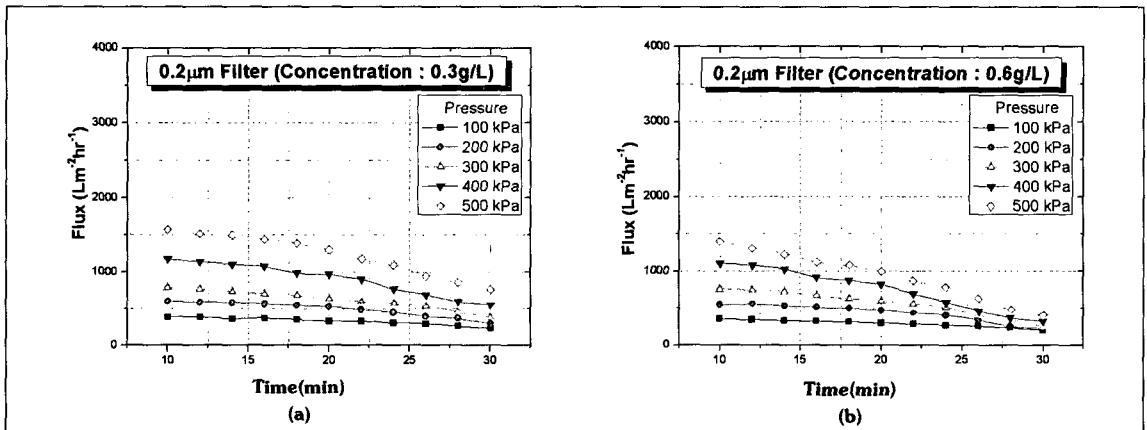 0.2μm Filter (Concentration : 0.3g/L)
Pressure
100 kPa
200 kPa
300 kPa
400 kPa
500 kPa
Flux (Lm⁻²hr⁻¹)
4000
3000
2000
1000
0
10 15 20 25 30
Time(min)
(a)
0.2μm Filter (Concentration : 0.6g/L)
Pressure
100 kPa
200 kPa
300 kPa
400 kPa
500 kPa
Flux (Lm⁻²hr⁻¹)
4000
3000
2000
1000
0
10 15 20 25 30
Time(min)
(b)